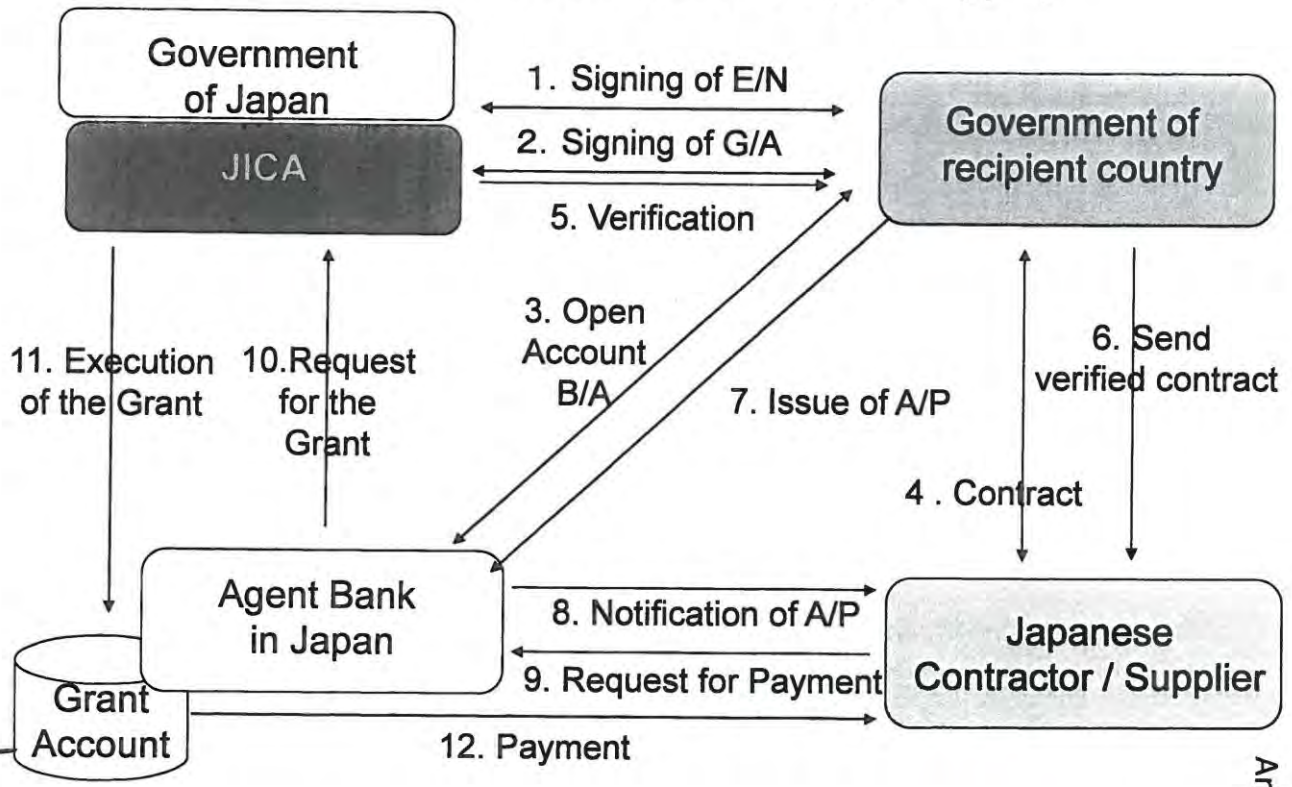 Government
of Japan
JICA
1. Signing of E/N
2. Signing of G/A
5. Verification
Government of
recipient country
3. Open
Account
B/A
7. Issue of A/P
6. Send
verified contract
4 . Contract
11. Execution
of the Grant
10.Request
for the
Grant
Agent Bank
in Japan
8. Notification of A/P
9. Request for Payment
Japanese
Contractor / Supplier
Grant
Account
12. Payment